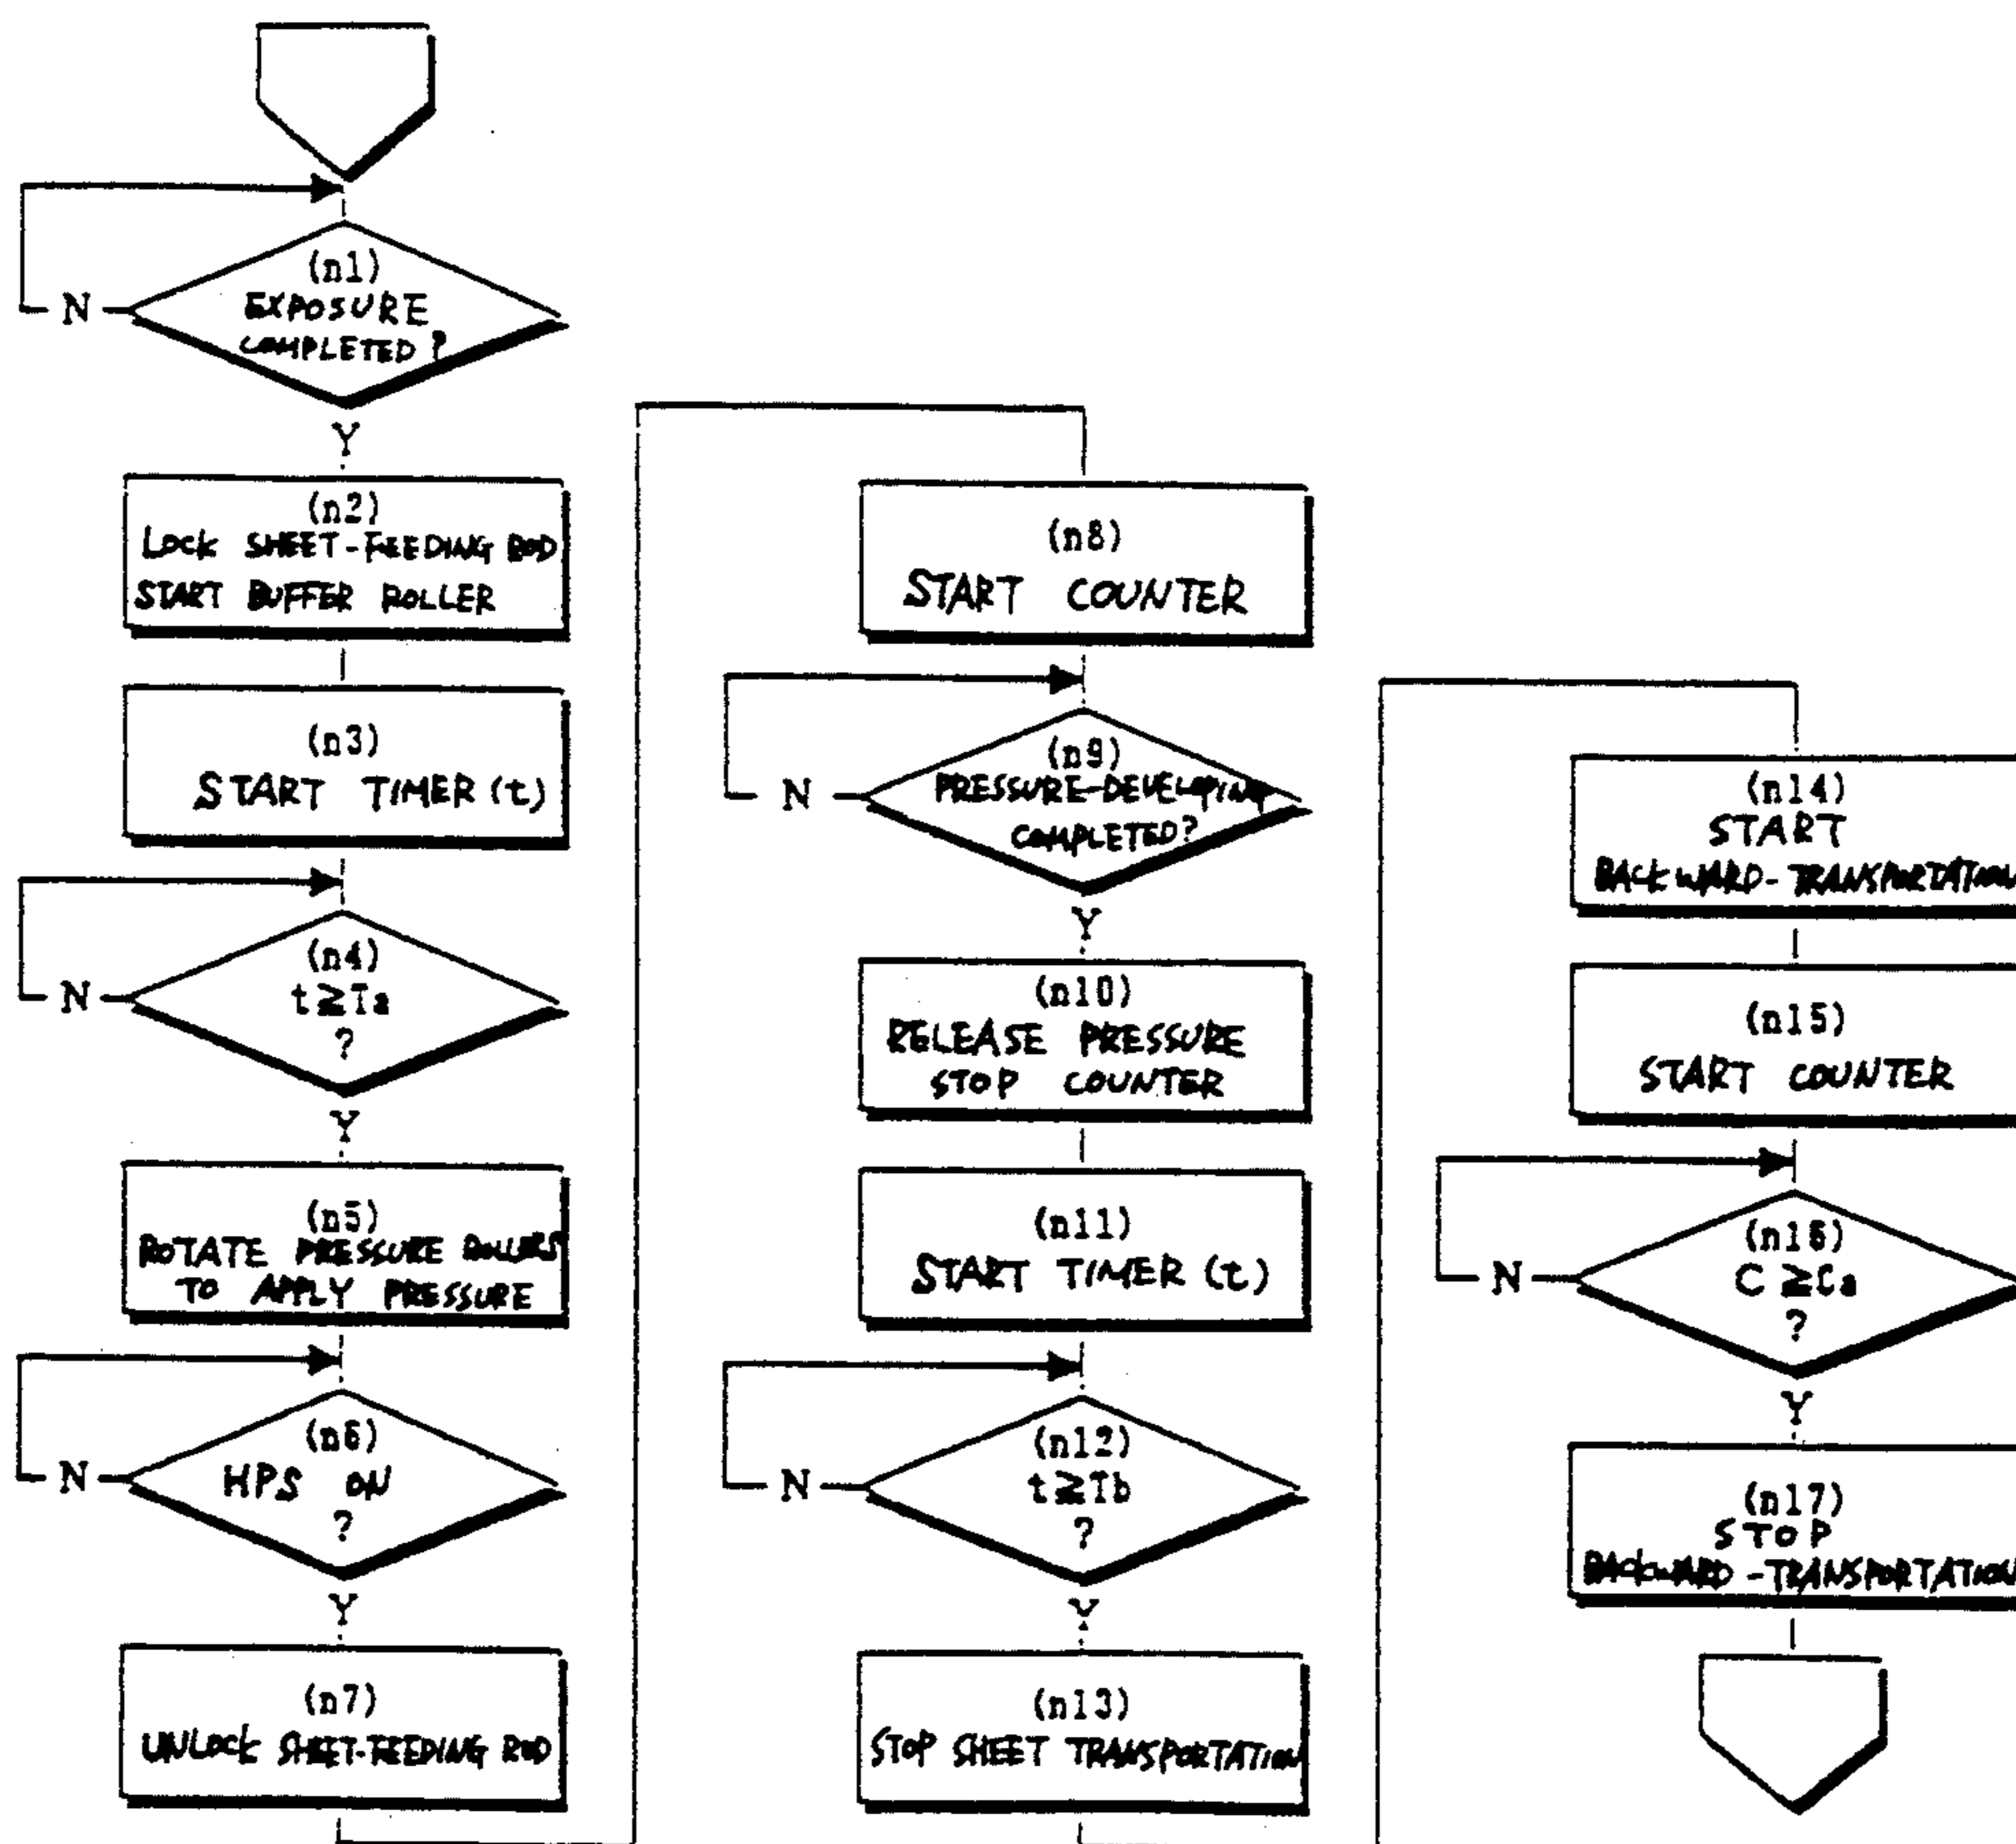 (n1)
EXPOSURE
COMPLETED?
N
Y
(n2)
LOCK SHEET-FEEDING ROD
START BUFFER ROLLER
(n3)
START TIMER (t)
(n4)
t≧Ta
?
N
Y
(n5)
ROTATE PRESSURE ROLLERS
TO APPLY PRESSURE
(n6)
HPS ON
?
N
Y
(n7)
UNLOCK SHEET-FEEDING ROD
(n8)
START COUNTER
(n9)
PRESSURE-DEVELOPING
COMPLETED?
N
Y
(n10)
RELEASE PRESSURE
STOP COUNTER
(n11)
START TIMER (t)
(n12)
t≧Tb
?
N
Y
(n13)
STOP SHEET TRANSPORTATION
(n14)
START
BACKWARD-TRANSPORTATION
(n15)
START COUNTER
(n16)
C≧Ca
?
N
Y
(n17)
STOP
BACKWARD-TRANSPORTATION